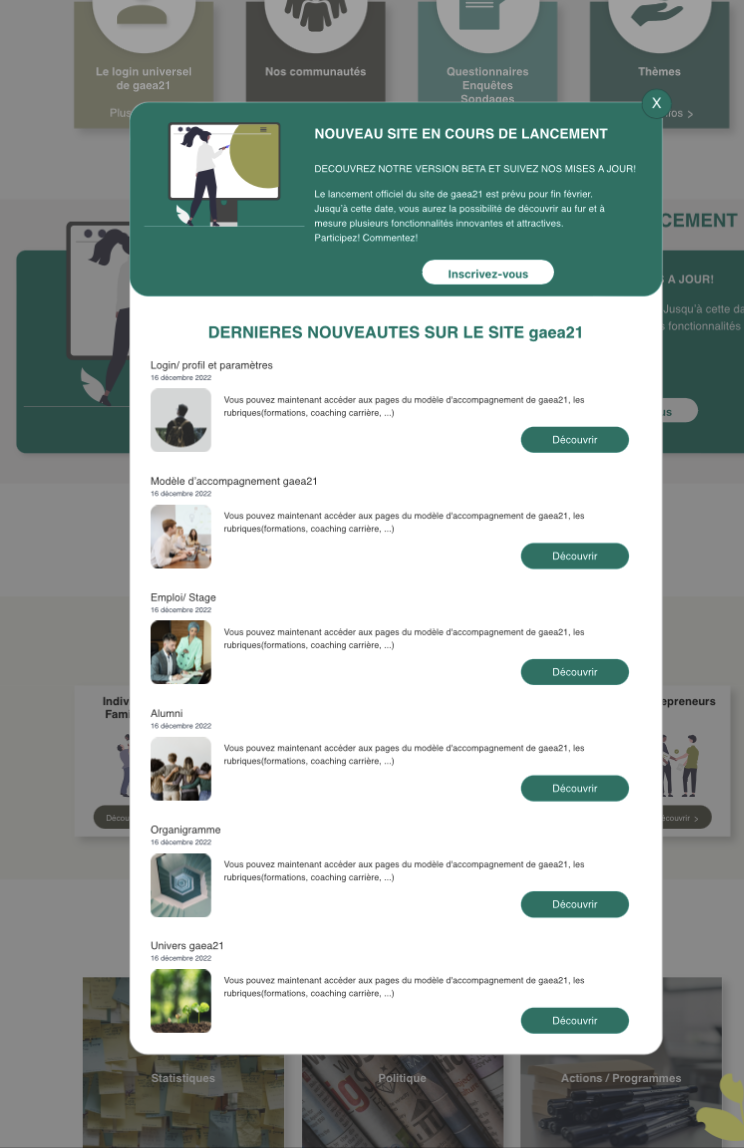 Le login universel
de gaea21
Nos communautés
Questionnaires
Enquêtes
Sondages
Thèmes
X
NOUVEAU SITE EN COURS DE LANCEMENT
DECOUVREZ NOTRE VERSION BETA ET SUIVEZ NOS MISES A JOUR!
Le lancement officiel du site de gaea21 est prévu pour fin février.
Jusqu'à cette date, vous aurez la possibilité de découvrir au fur et à
mesure plusieurs fonctionalités innovantes et attractives.
Participez! Commentez!
Inscrivez-vous
CEMENT
A JOUR!
Jusqu'à cette da
fonctionnalités
us
DERNIERES NOUVEAUTES SUR LE SITE gaea21
Login/ profil et paramètres
16 décembre 2022
Vous pouvez maintenant accéder aux pages du modèle d'accompagnement de gaea21, les
rubriques(formations, coaching carrière, ...)
Découvrir
Modèle d'accompagnement gaea21
16 décembre 2022
Vous pouvez maintenant accéder aux pages du modèle d'accompagnement de gaea21, les
rubriques(formations, coaching carrière, ...)
Découvrir
Emploi/ Stage
16 décembre 2022
Vous pouvez maintenant accéder aux pages du modèle d'accompagnement de gaea21, les
rubriques(formations, coaching carrière, ...)
Découvrir
Alumni
16 décembre 2022
Vous pouvez maintenant accéder aux pages du modèle d'accompagnement de gaea21, les
rubriques(formations, coaching carrière, ...)
Découvrir
Organigramme
16 décembre 2022
Vous pouvez maintenant accéder aux pages du modèle d'accompagnement de gaea21, les
rubriques(formations, coaching carrière, ...)
Découvrir
Univers gaea21
16 décembre 2022
Vous pouvez maintenant accéder aux pages du modèle d'accompagnement de gaea21, les
rubriques(formations, coaching carrière, ...)
Découvrir
Indiv
Fami
Décou
epreneurs
écouvrir >
Statistiques
Politique
Actions / Programmes